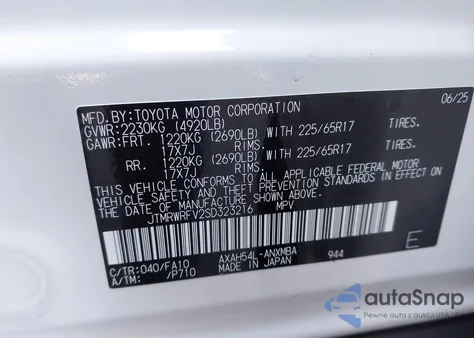 06/25
MFD. BY: TOYOTA MOTOR CORPORATION
GVWR: 2230KG (4920LB)
GAWR: FRT. 1220KG (2690LB) WITH 225/65R17 TIRES.
17X7J RIMS.
RR. 1220KG (2690LB) WITH 225/65R17 TIRES.
17X7J RIMS.
THIS VEHICLE CONFORMS TO ALL APPLICABLE FEDERAL MOTOR
VEHICLE SAFETY AND THEFT PREVENTION STANDARDS IN EFFECT
ON THE DATE OF MANUFACTURE SHOWN ABOVE.
JTMRWRFV2SD323216 MPV
E
C/TR: 040/FA10 AXAH54L-ANXMBA 944
A/TM: /P710 MADE IN JAPAN
autoSnap
Pewne auto z USA